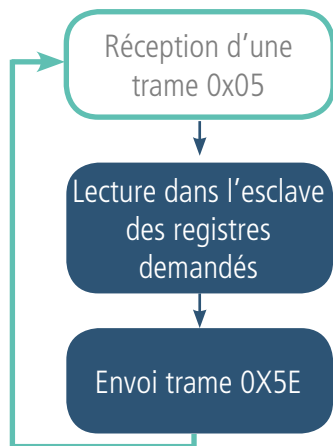 Réception d’une
trame 0x05
Lecture dans l’esclave
des registres
demandés
Envoi trame 0X5E